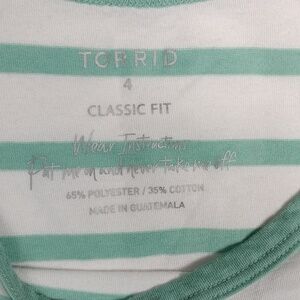 TORRID
4
CLASSIC FIT
Wear Instructions
Put me on and never take me off
65% POLYESTER / 35% COTTON
MADE IN GUATEMALA